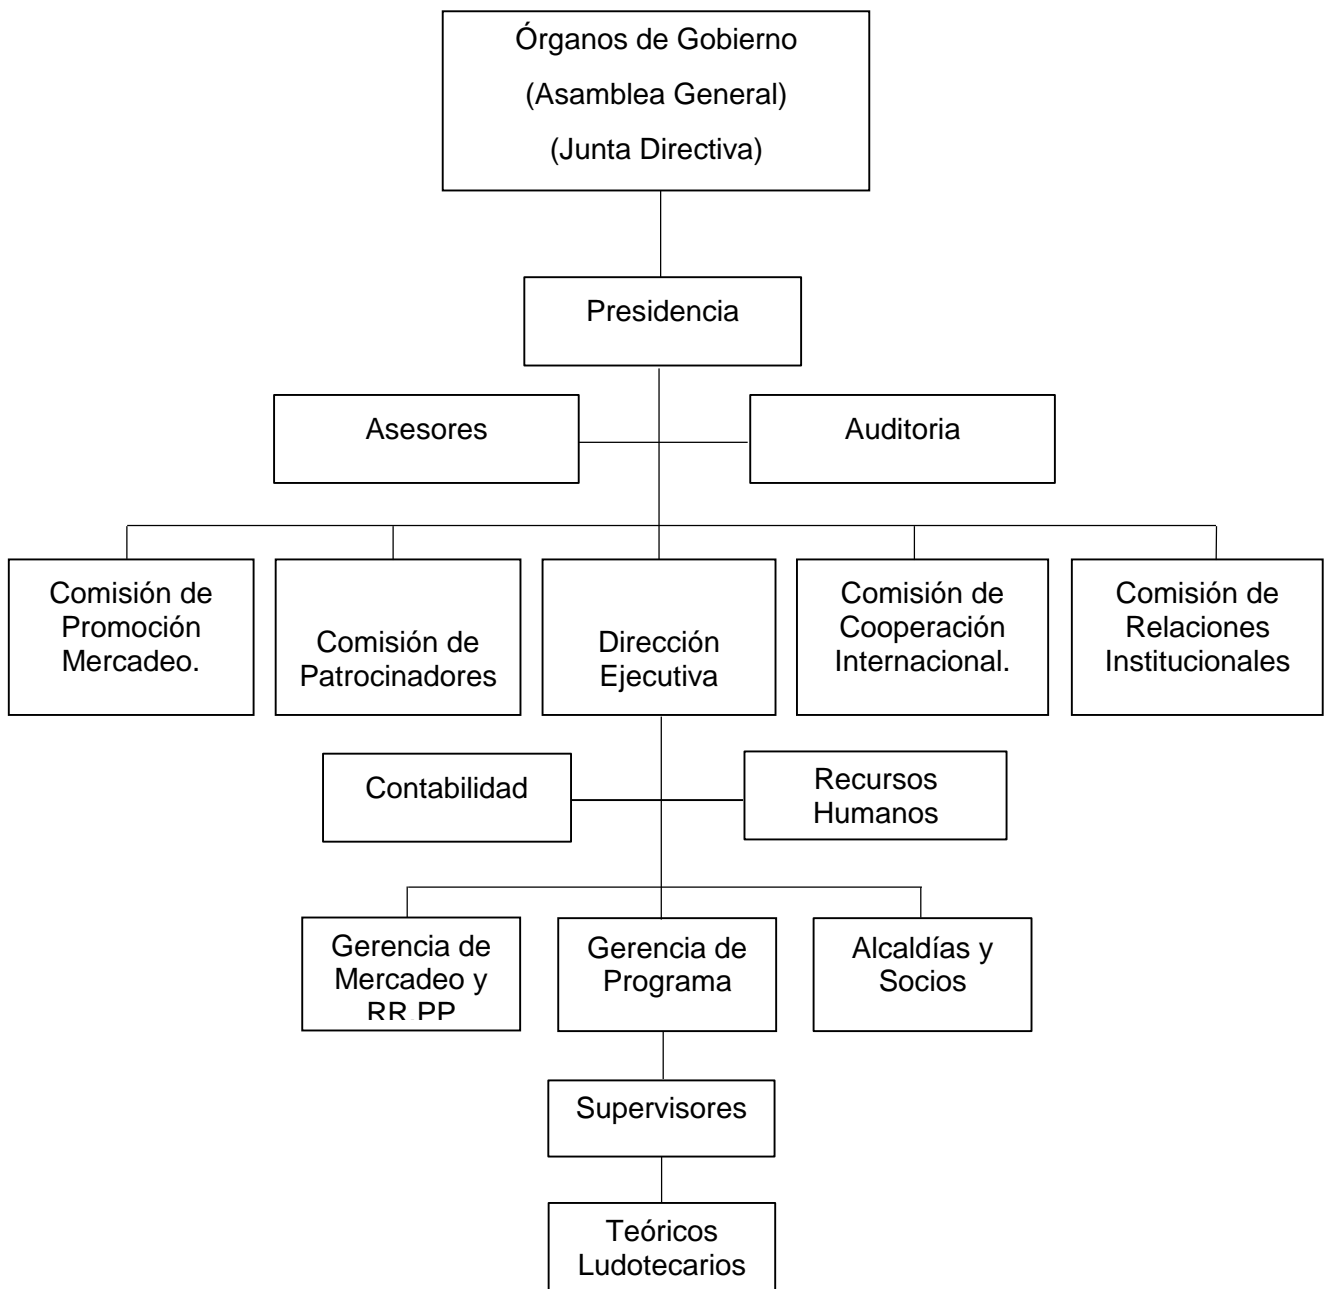 Órganos de Gobierno
(Asamblea General)
(Junta Directiva)
Presidencia
Asesores
Auditoria
Comisión de
Promoción
Mercadeo.
Comisión de
Patrocinadores
Dirección
Ejecutiva
Comisión de
Cooperación
Internacional.
Comisión de
Relaciones
Institucionales
Contabilidad
Recursos
Humanos
Gerencia de
Mercadeo y
RR.PP
Gerencia de
Programa
Alcaldías y
Socios
Supervisores
Teóricos
Ludotecarios